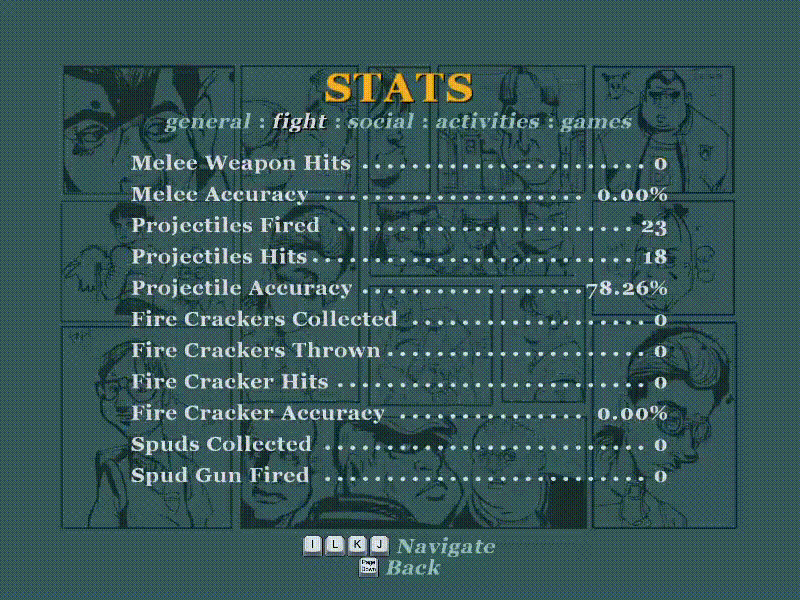 STATS
general : fight : social : activities : games
Melee Weapon Hits ........................ 0
Melee Accuracy ..................... 0.00%
Projectiles Fired ........................ 23
Projectiles Hits .......................... 18
Projectile Accuracy .................. 78.26%
Fire Crackers Collected ................... 0
Fire Crackers Thrown ..................... 0
Fire Cracker Hits ......................... 0
Fire Cracker Accuracy ............... 0.00%
Spuds Collected .......................... 0
Spud Gun Fired .......................... 0
I L K J Navigate
Page Down Back